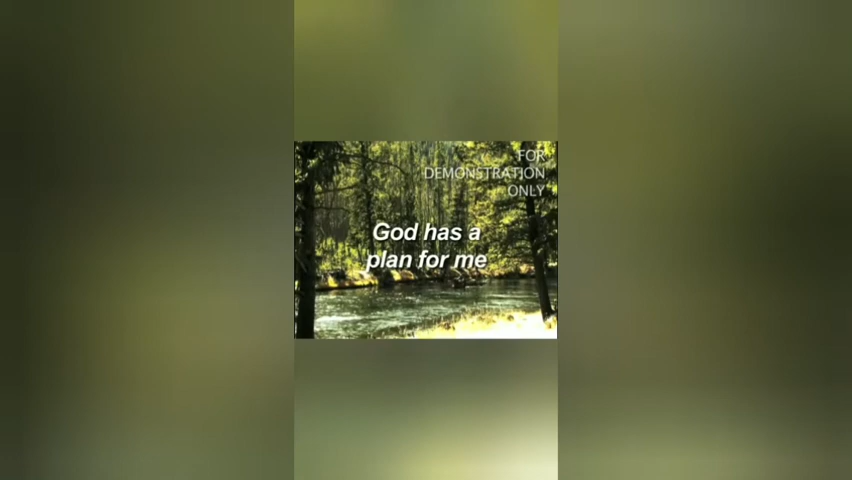 FOR
DEMONSTRATION
ONLY
God has a
plan for me